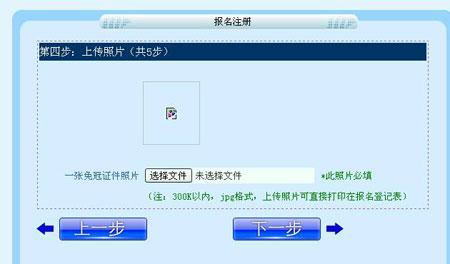 报名注册
第四步：上传照片（共5步）
一张免冠证件照片 选择文件 未选择文件 *此照片必填
（注：300K以内，jpg格式，上传照片可直接打印在报名登记表）
上一步 下一步